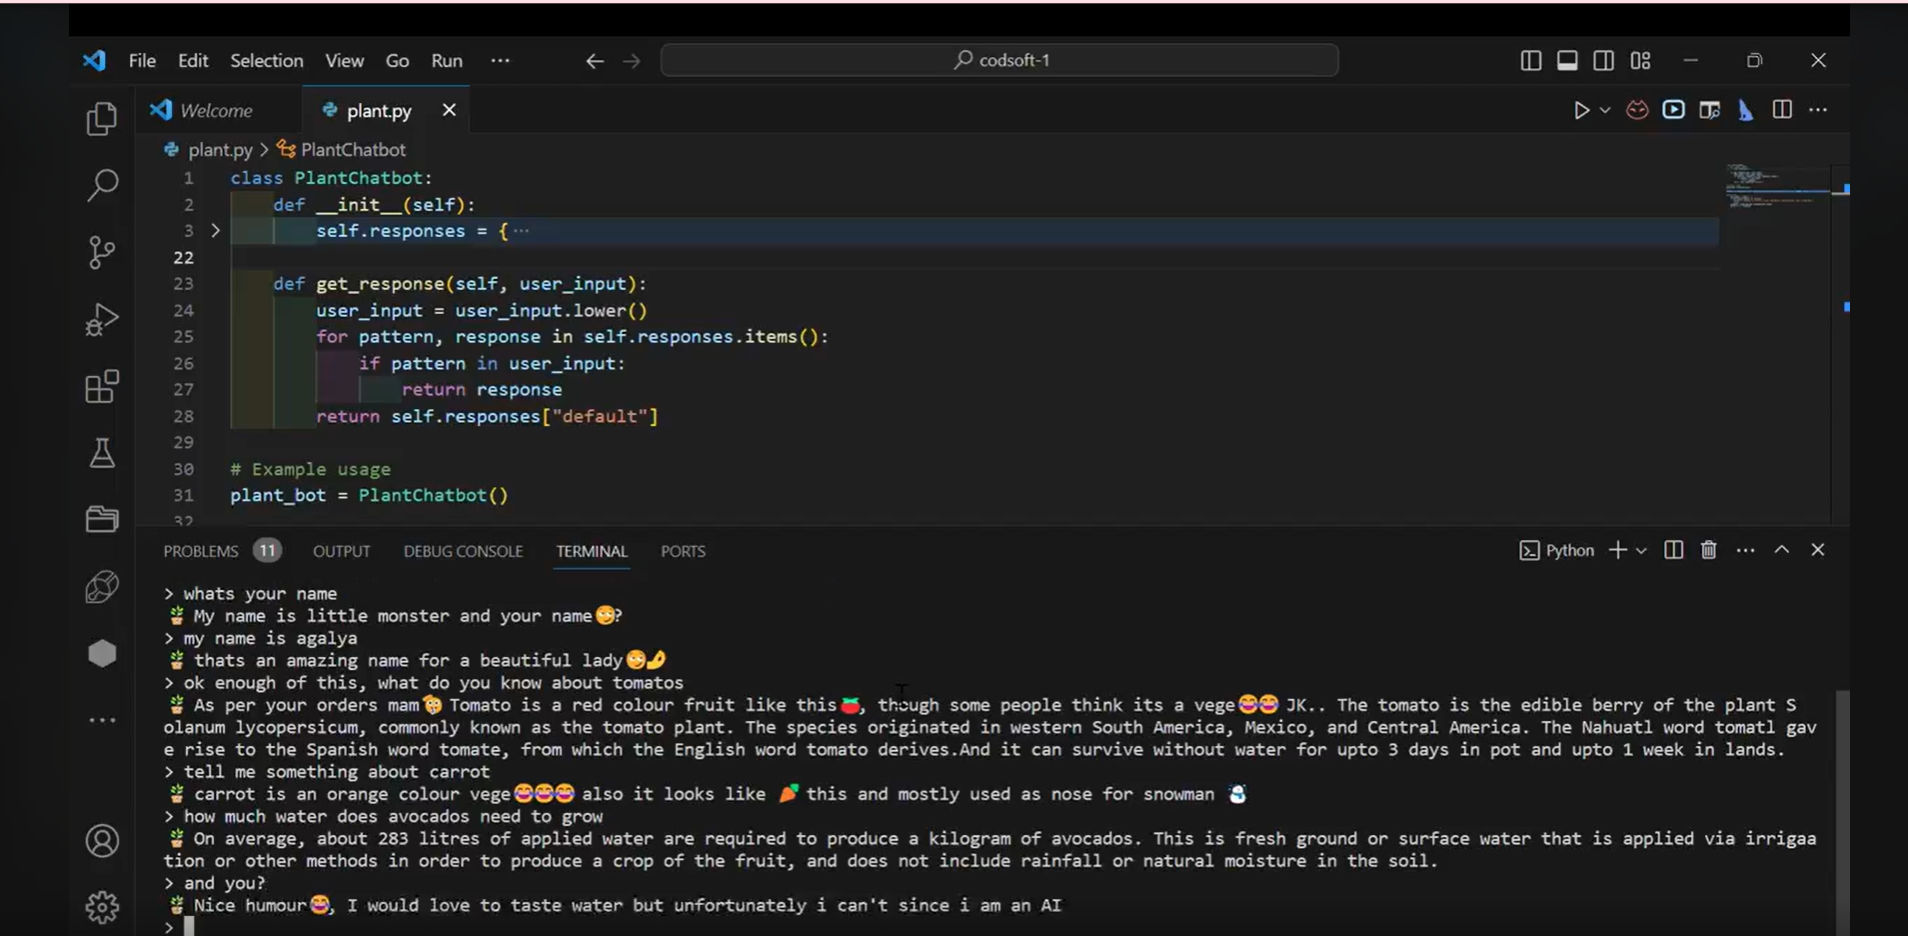 File Edit Selection View Go Run ... codsoft-1
Welcome plant.py
plant.py > PlantChatbot
1 class PlantChatbot:
2 def __init__(self):
3 self.responses = { ...
22
23 def get_response(self, user_input):
24 user_input = user_input.lower()
25 for pattern, response in self.responses.items():
26 if pattern in user_input:
27 return response
28 return self.responses["default"]
29
30 # Example usage
31 plant_bot = PlantChatbot()
32
PROBLEMS 11 OUTPUT DEBUG CONSOLE TERMINAL PORTS Python
> whats your name
🪴 My name is little monster and your name🙄?
> my name is agalya
🪴 thats an amazing name for a beautiful lady🙄🤌
> ok enough of this, what do you know about tomatos
🪴 As per your orders mam🫣 Tomato is a red colour fruit like this🍅, though some people think its a vege😂😂 JK.. The tomato is the edible berry of the plant S
olanum lycopersicum, commonly known as the tomato plant. The species originated in western South America, Mexico, and Central America. The Nahuatl word tomatl gav
e rise to the Spanish word tomate, from which the English word tomato derives.And it can survive without water for upto 3 days in pot and upto 1 week in lands.
> tell me something about carrot
🪴 carrot is an orange colour vege😂😂😂 also it looks like 🥕 this and mostly used as nose for snowman ⛄
> how much water does avocados need to grow
🪴 On average, about 283 litres of applied water are required to produce a kilogram of avocados. This is fresh ground or surface water that is applied via irrigaa
tion or other methods in order to produce a crop of the fruit, and does not include rainfall or natural moisture in the soil.
> and you?
🪴 Nice humour😂, I would love to taste water but unfortunately i can't since i am an AI
>